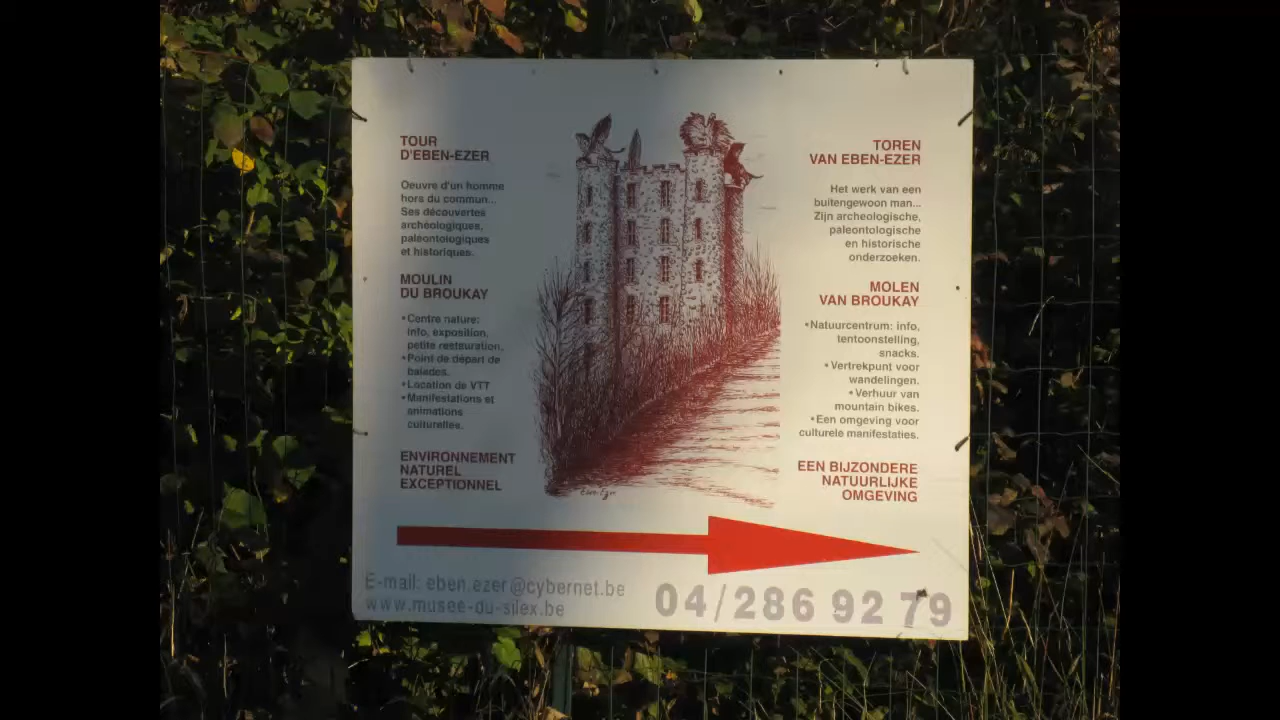 TOUR
D'EBEN-EZER
Oeuvre d'un homme
hors du commun...
Ses découvertes
archéologiques,
paléontologiques
et historiques.
MOULIN
DU BROUKAY
•Centre nature:
info, exposition,
petite restauration.
•Point de départ de
balades.
•Location de VTT
•Manifestations et
animations
culturelles.
ENVIRONNEMENT
NATUREL
EXCEPTIONNEL
TOREN
VAN EBEN-EZER
Het werk van een
buitengewoon man...
Zijn archeologische,
paleontologische
en historische
onderzoeken.
MOLEN
VAN BROUKAY
•Natuurcentrum: info,
tentoonstelling,
snacks.
•Vertrekpunt voor
wandelingen.
•Verhuur van
mountain bikes.
•Een omgeving voor
culturele manifestaties.
EEN BIJZONDERE
NATUURLIJKE
OMGEVING
Eben-Ezer
E-mail: eben.ezer@cybernet.be
www.musee-du-silex.be
04/286 92 79